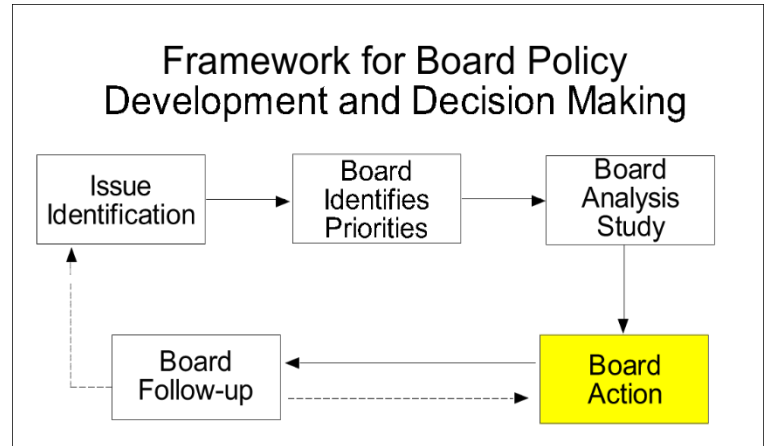 Framework for Board Policy
Development and Decision Making
Issue
Identification
Board
Identifies
Priorities
Board
Analysis
Study
Board
Follow-up
Board
Action